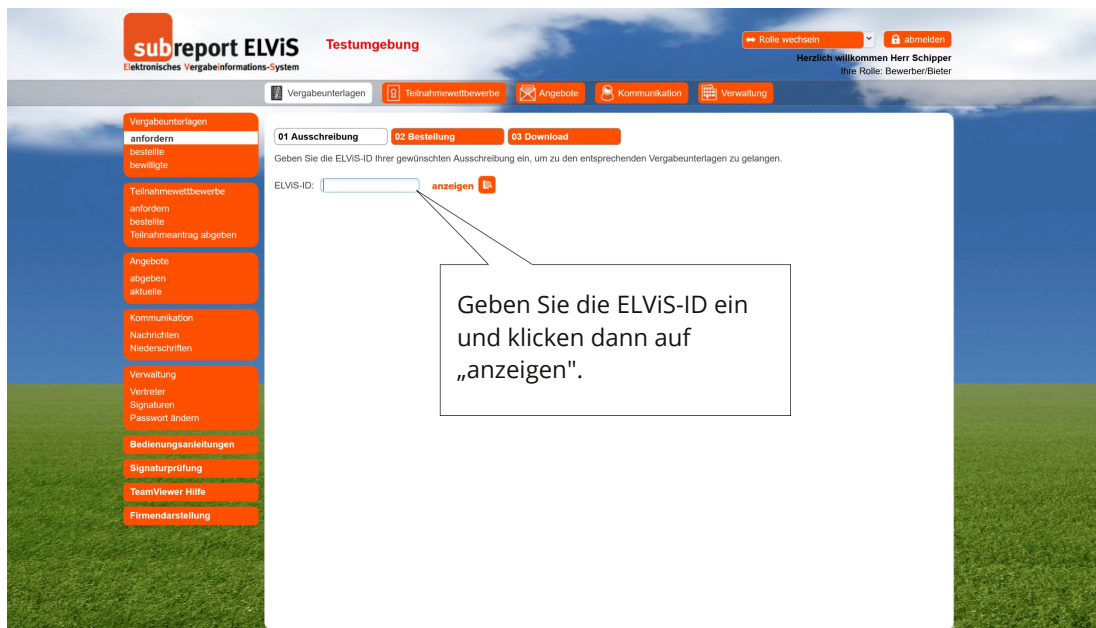 subreport ELViS
Elektronisches Vergabeinformations-System
Testumgebung
Rolle wechseln
abmelden
Herzlich willkommen Herr Schipper
Ihre Rolle: Bewerber/Bieter
Vergabeunterlagen
Teilnahmewettbewerbe
Angebote
Kommunikation
Verwaltung
Vergabeunterlagen
anfordern
bestellte
bewilligte
Teilnahmewettbewerbe
anfordern
bestellte
Teilnahmeantrag abgeben
Angebote
abgeben
aktuelle
Kommunikation
Nachrichten
Niederschriften
Verwaltung
Vertreter
Signaturen
Passwort ändern
Bedienungsanleitungen
Signaturprüfung
TeamViewer Hilfe
Firmendarstellung
01 Ausschreibung
02 Bestellung
03 Download
Geben Sie die ELViS-ID Ihrer gewünschten Ausschreibung ein, um zu den entsprechenden Vergabeunterlagen zu gelangen.
ELViS-ID:
anzeigen
Geben Sie die ELViS-ID ein
und klicken dann auf
„anzeigen".